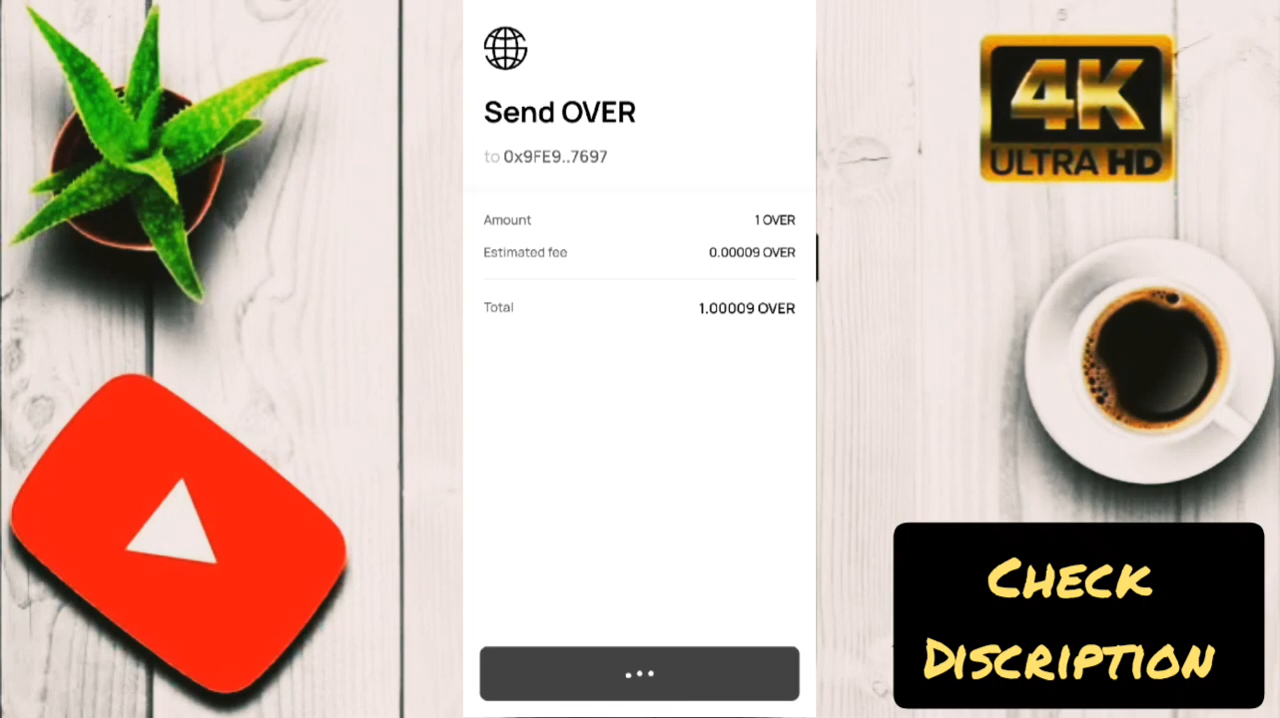 Send OVER
to 0x9FE9..7697
Amount 1 OVER
Estimated fee 0.00009 OVER
Total 1.00009 OVER
4K
ULTRA HD
CHECK
DISCRIPTION